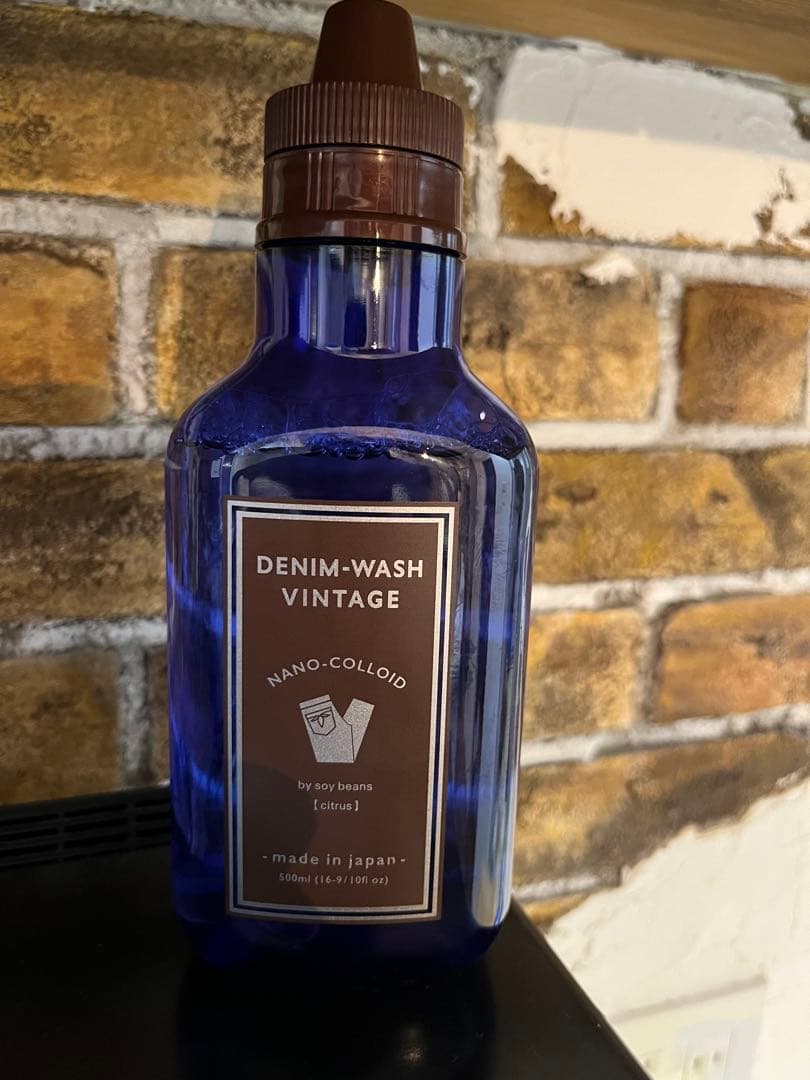 DENIM-WASH
VINTAGE
NANO-COLLOID
by soy beans
【citrus】
-made in japan-
500ml (16-9/10fl oz)